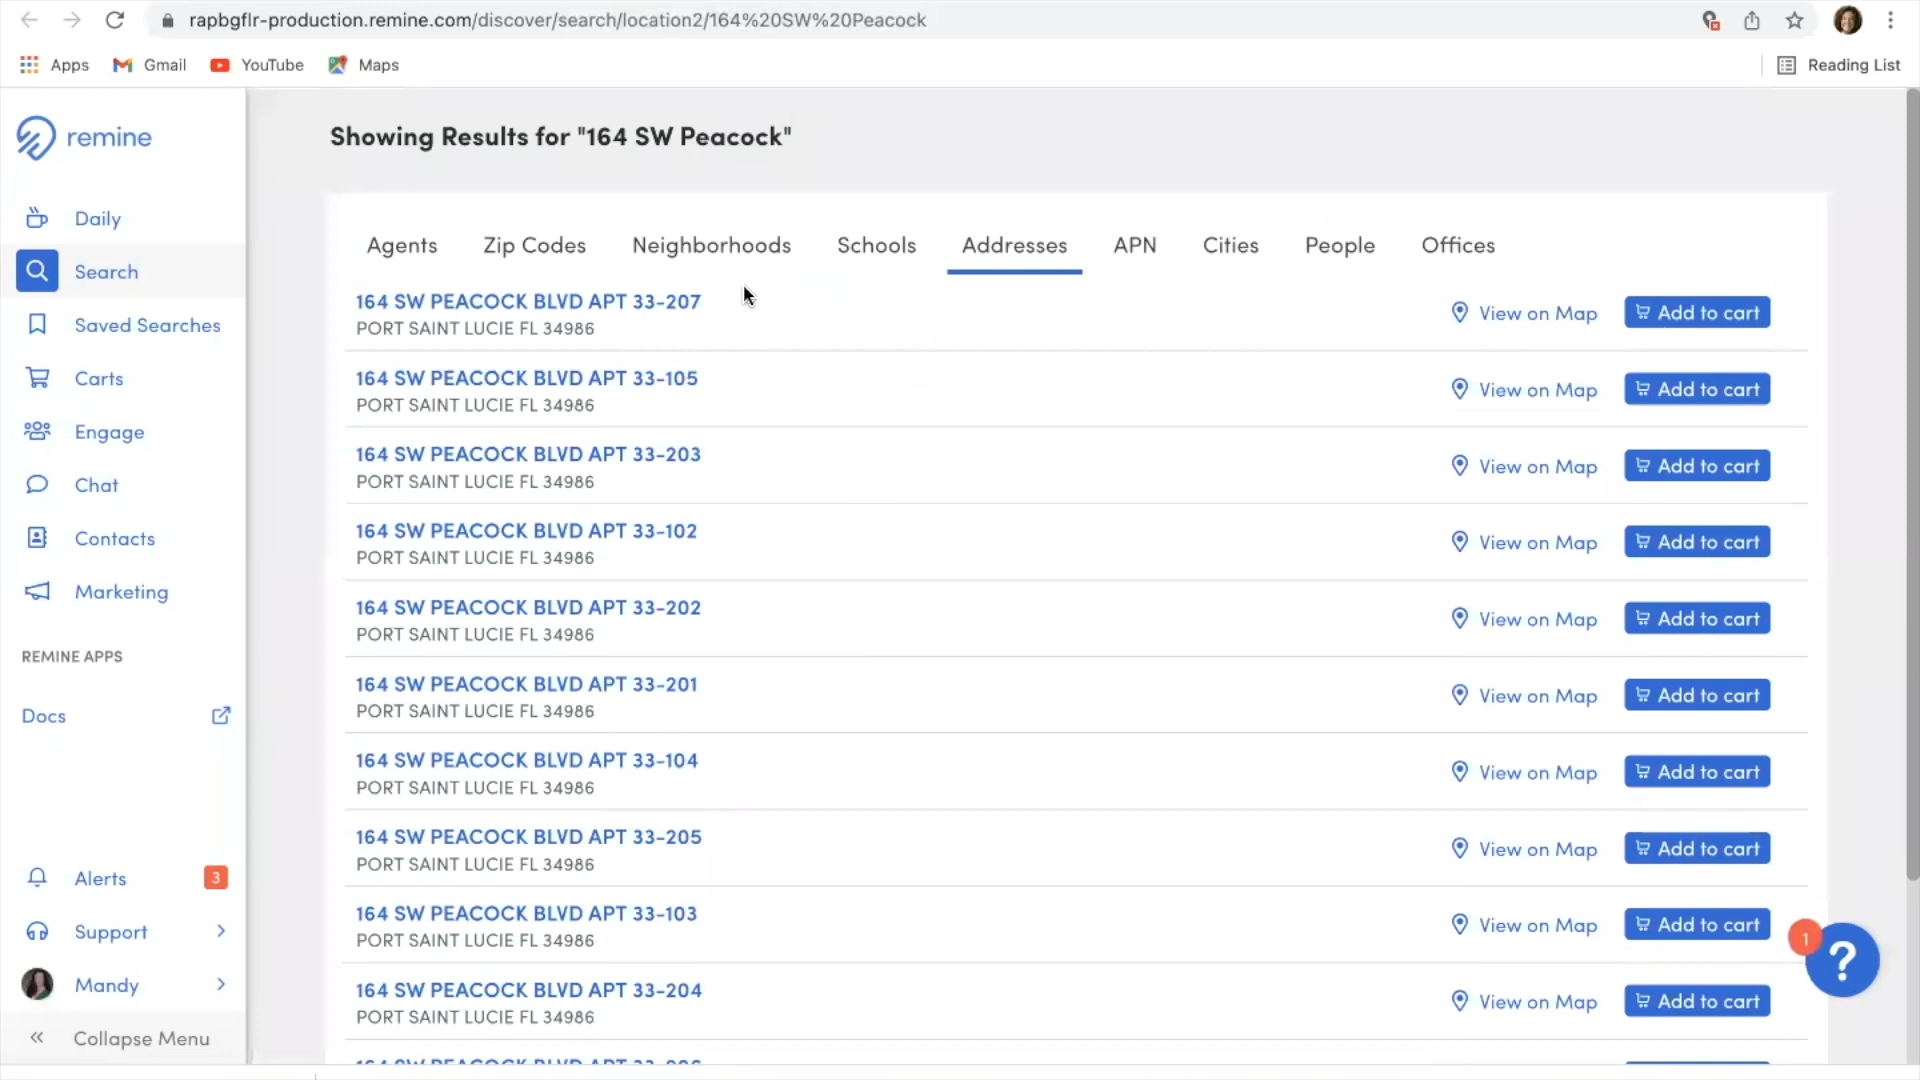 rapbgflr-production.remine.com/discover/search/location2/164%20SW%20Peacock
Apps Gmail YouTube Maps Reading List
remine
Daily
Search
Saved Searches
Carts
Engage
Chat
Contacts
Marketing
REMINE APPS
Docs
Alerts 3
Support
Mandy
Collapse Menu
Showing Results for "164 SW Peacock"
Agents Zip Codes Neighborhoods Schools Addresses APN Cities People Offices
164 SW PEACOCK BLVD APT 33-207
PORT SAINT LUCIE FL 34986
View on Map Add to cart
164 SW PEACOCK BLVD APT 33-105
PORT SAINT LUCIE FL 34986
View on Map Add to cart
164 SW PEACOCK BLVD APT 33-203
PORT SAINT LUCIE FL 34986
View on Map Add to cart
164 SW PEACOCK BLVD APT 33-102
PORT SAINT LUCIE FL 34986
View on Map Add to cart
164 SW PEACOCK BLVD APT 33-202
PORT SAINT LUCIE FL 34986
View on Map Add to cart
164 SW PEACOCK BLVD APT 33-201
PORT SAINT LUCIE FL 34986
View on Map Add to cart
164 SW PEACOCK BLVD APT 33-104
PORT SAINT LUCIE FL 34986
View on Map Add to cart
164 SW PEACOCK BLVD APT 33-205
PORT SAINT LUCIE FL 34986
View on Map Add to cart
164 SW PEACOCK BLVD APT 33-103
PORT SAINT LUCIE FL 34986
View on Map Add to cart
164 SW PEACOCK BLVD APT 33-204
PORT SAINT LUCIE FL 34986
View on Map Add to cart
1
?